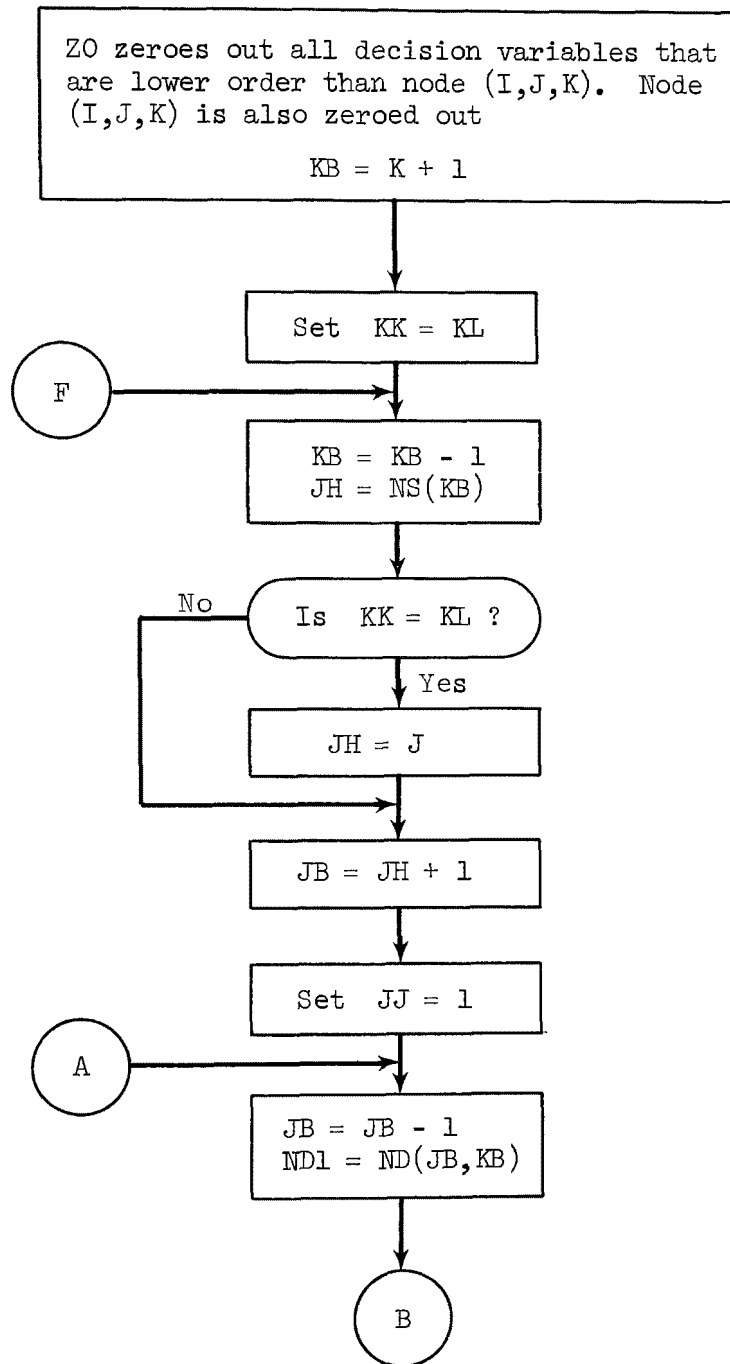 ZO zeroes out all decision variables that
are lower order than node (I,J,K). Node
(I,J,K) is also zeroed out
KB = K + 1
Set KK = KL
F
KB = KB - 1
JH = NS(KB)
No
Is KK = KL ?
Yes
JH = J
JB = JH + 1
Set JJ = 1
A
JB = JB - 1
ND1 = ND(JB,KB)
B